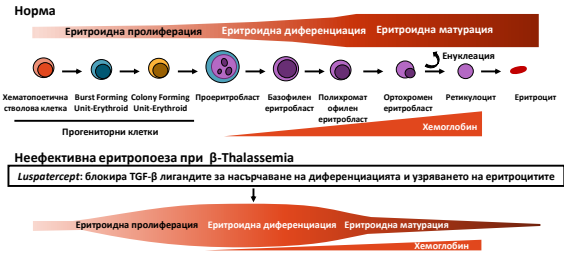 Норма
Еритроидна пролиферация Еритроидна диференциация Еритроидна матурация
Енуклеация
Хематопоетична стволова клетка
Burst Forming Unit-Erythroid
Colony Forming Unit-Erythroid
Проеритробласт
Базофилен еритробласт
Полихромат офилен еритробласт
Ортохромен еритробласт
Ретикулоцит
Еритроцит
Прогениторни клетки
Хемоглобин
Неефективна еритропоеза при β-Thalassemia
Luspatercept: блокира TGF-β лигандите за насърчаване на диференциацията и узряването на еритроцитите
Еритроидна пролиферация Еритроидна диференциация Еритроидна матурация
Хемоглобин